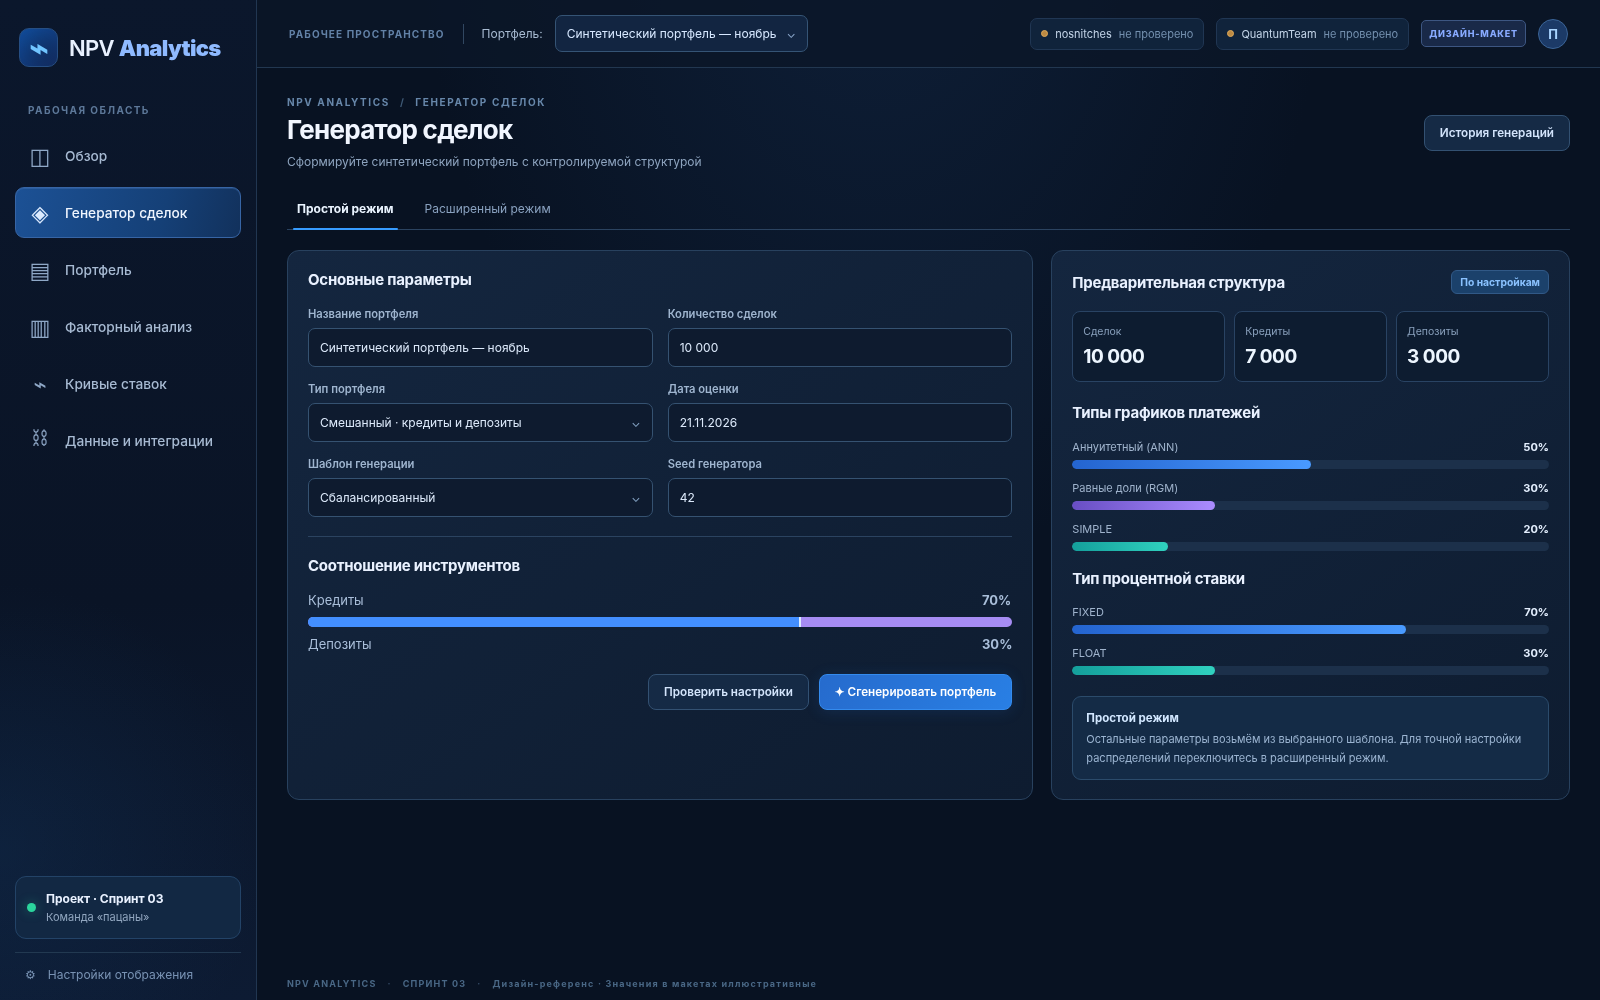 NPV Analytics
РАБОЧЕЕ ПРОСТРАНСТВО
Портфель:
Синтетический портфель — ноябрь
nosnitches не проверено
QuantumTeam не проверено
ДИЗАЙН-МАКЕТ
П
РАБОЧАЯ ОБЛАСТЬ
Обзор
Генератор сделок
Портфель
Факторный анализ
Кривые ставок
Данные и интеграции
Проект · Спринт 03
Команда «пацаны»
Настройки отображения
NPV ANALYTICS / ГЕНЕРАТОР СДЕЛОК
Генератор сделок
Сформируйте синтетический портфель с контролируемой структурой
История генераций
Простой режим
Расширенный режим
Основные параметры
Название портфеля
Синтетический портфель — ноябрь
Количество сделок
10 000
Тип портфеля
Смешанный · кредиты и депозиты
Дата оценки
21.11.2026
Шаблон генерации
Сбалансированный
Seed генератора
42
Соотношение инструментов
Кредиты 70%
Депозиты 30%
Проверить настройки
✦ Сгенерировать портфель
Предварительная структура
По настройкам
Сделок
10 000
Кредиты
7 000
Депозиты
3 000
Типы графиков платежей
Аннуитетный (ANN) 50%
Равные доли (RGM) 30%
SIMPLE 20%
Тип процентной ставки
FIXED 70%
FLOAT 30%
Простой режим
Остальные параметры возьмём из выбранного шаблона. Для точной настройки
распределений переключитесь в расширенный режим.
NPV ANALYTICS · СПРИНТ 03 · Дизайн-референс · Значения в макетах иллюстративные